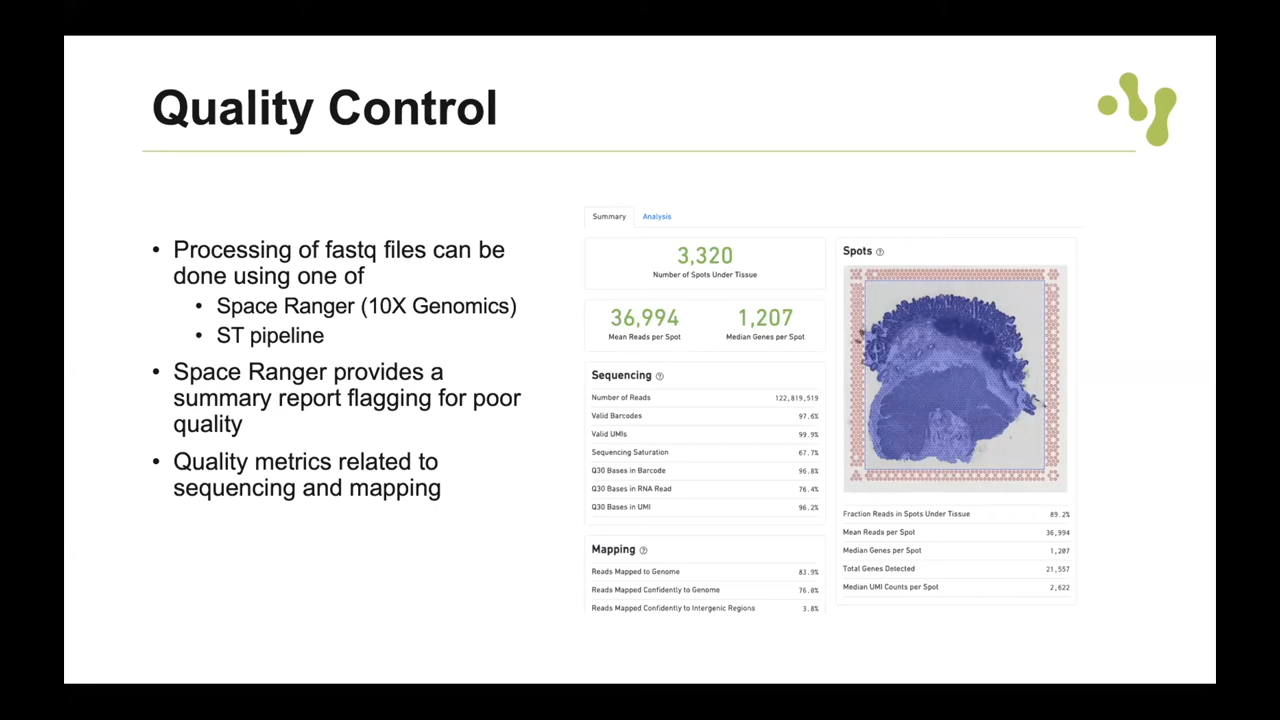 Quality Control
• Processing of fastq files can be
done using one of
• Space Ranger (10X Genomics)
• ST pipeline
• Space Ranger provides a
summary report flagging for poor
quality
• Quality metrics related to
sequencing and mapping
Summary Analysis
3,320
Number of Spots Under Tissue
36,994 1,207
Mean Reads per Spot Median Genes per Spot
Sequencing ?
Number of Reads 122,819,519
Valid Barcodes 97.6%
Valid UMIs 99.9%
Sequencing Saturation 67.7%
Q30 Bases in Barcode 96.8%
Q30 Bases in RNA Read 76.4%
Q30 Bases in UMI 96.2%
Mapping ?
Reads Mapped to Genome 83.9%
Reads Mapped Confidently to Genome 76.0%
Reads Mapped Confidently to Intergenic Regions 3.8%
Spots ?
Fraction Reads in Spots Under Tissue 89.2%
Mean Reads per Spot 36,994
Median Genes per Spot 1,207
Total Genes Detected 21,557
Median UMI Counts per Spot 2,622